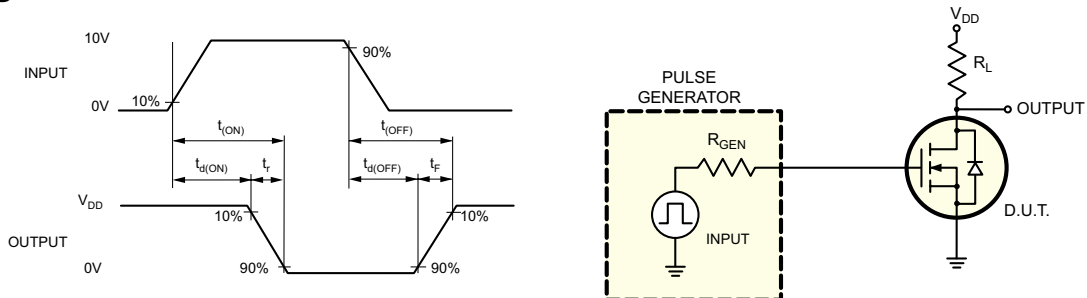 10V
INPUT
0V
10%
90%
t(ON)
t(OFF)
td(ON)
tr
td(OFF)
tF
VDD
OUTPUT
0V
10%
90%
90%
10%
PULSE
GENERATOR
RGEN
INPUT
VDD
RL
OUTPUT
D.U.T.